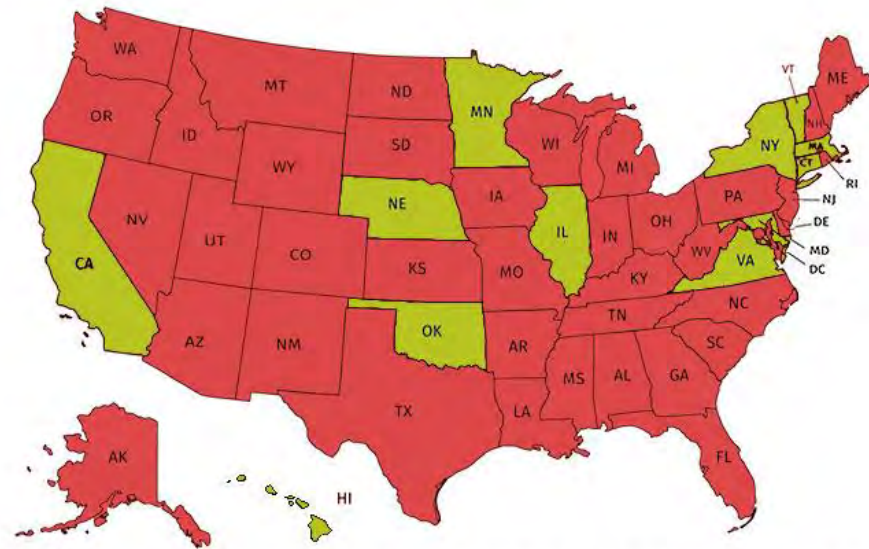 WA
MT
ND
MN
VT
ME
OR
ID
SD
WI
MI
NY
NH
MA
CT
RI
WY
IA
PA
NJ
NE
DE
NV
UT
CO
IL
IN
OH
WV
MD
DC
CA
KS
MO
KY
VA
AZ
NM
OK
AR
TN
NC
SC
TX
LA
MS
AL
GA
FL
AK
HI